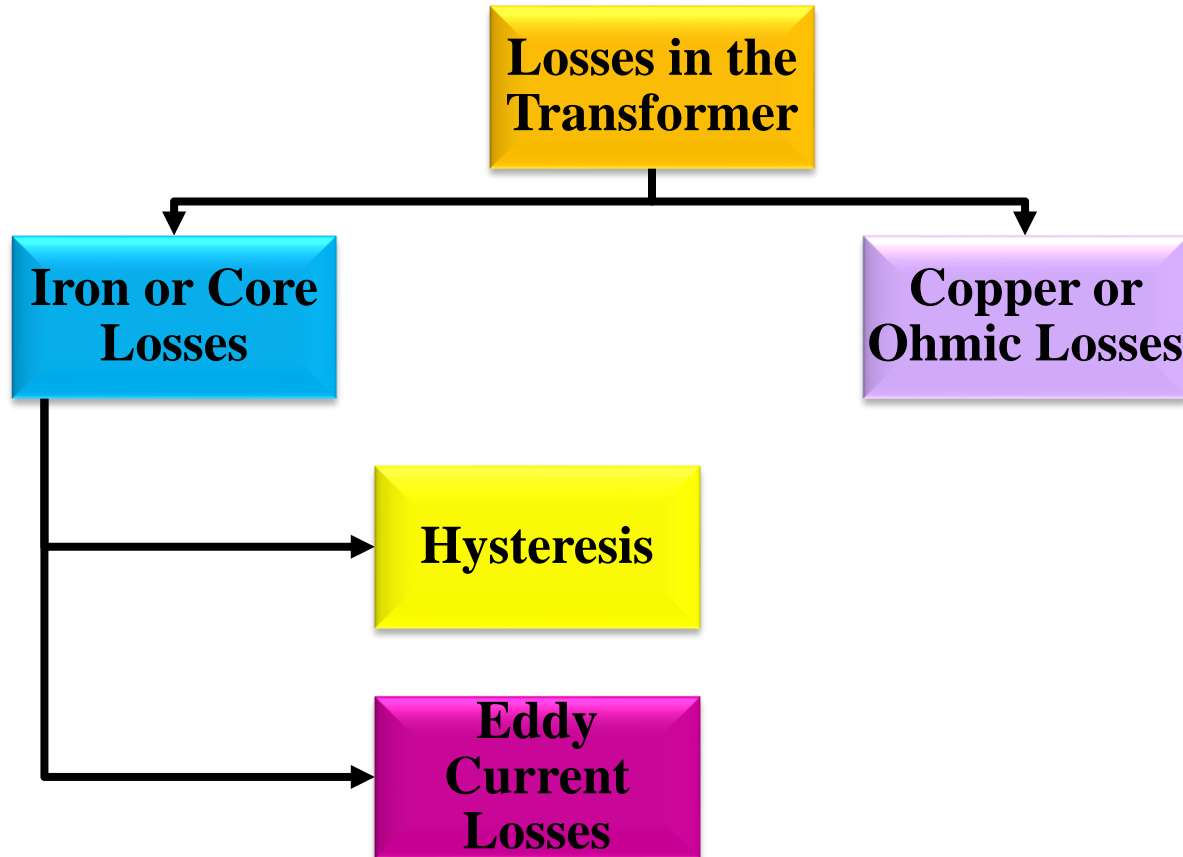 Losses in the
Transformer
Iron or Core
Losses
Copper or
Ohmic Losses
Hysteresis
Eddy
Current
Losses